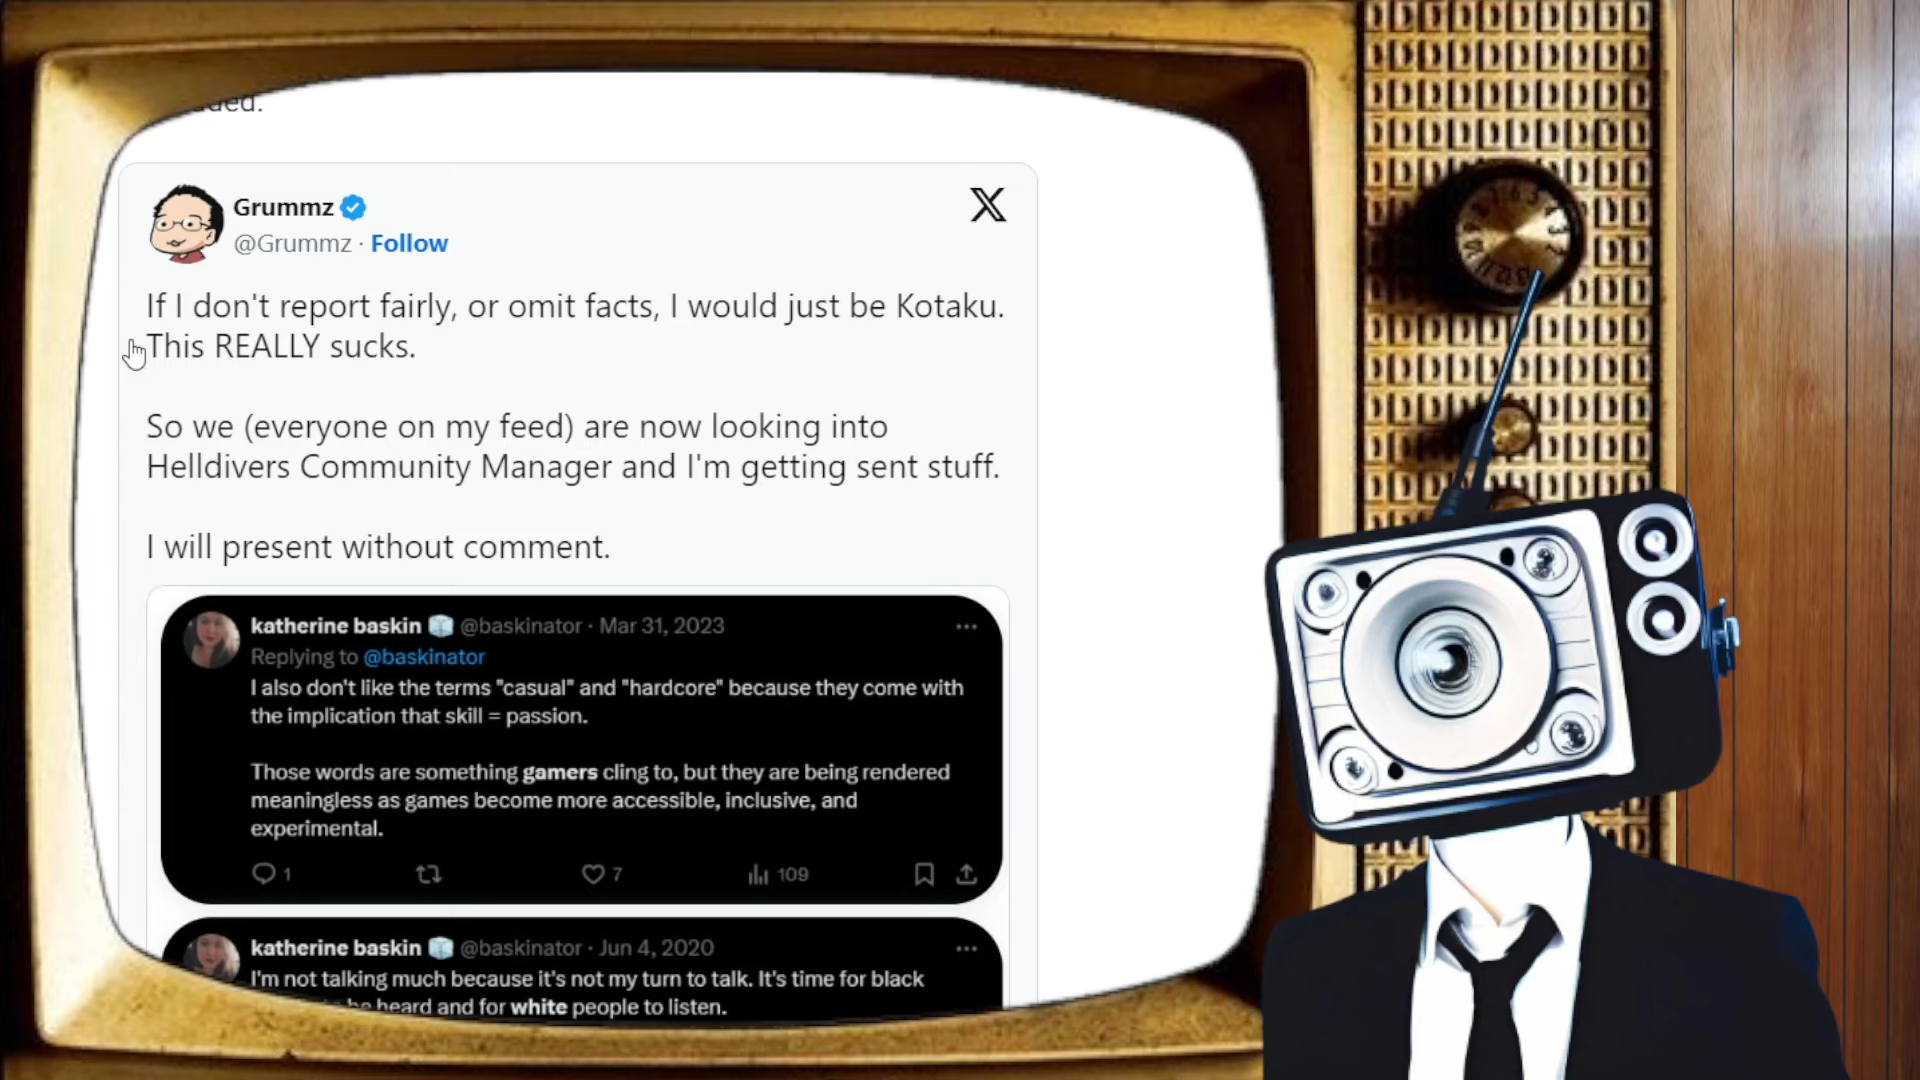 Grummz
@Grummz · Follow
If I don't report fairly, or omit facts, I would just be Kotaku.
This REALLY sucks.
So we (everyone on my feed) are now looking into
Helldivers Community Manager and I'm getting sent stuff.
I will present without comment.
katherine baskin @baskinator · Mar 31, 2023
Replying to @baskinator
I also don't like the terms "casual" and "hardcore" because they come with
the implication that skill = passion.
Those words are something gamers cling to, but they are being rendered
meaningless as games become more accessible, inclusive, and
experimental.
1 7 109
katherine baskin @baskinator · Jun 4, 2020
I'm not talking much because it's not my turn to talk. It's time for black
heard and for white people to listen.